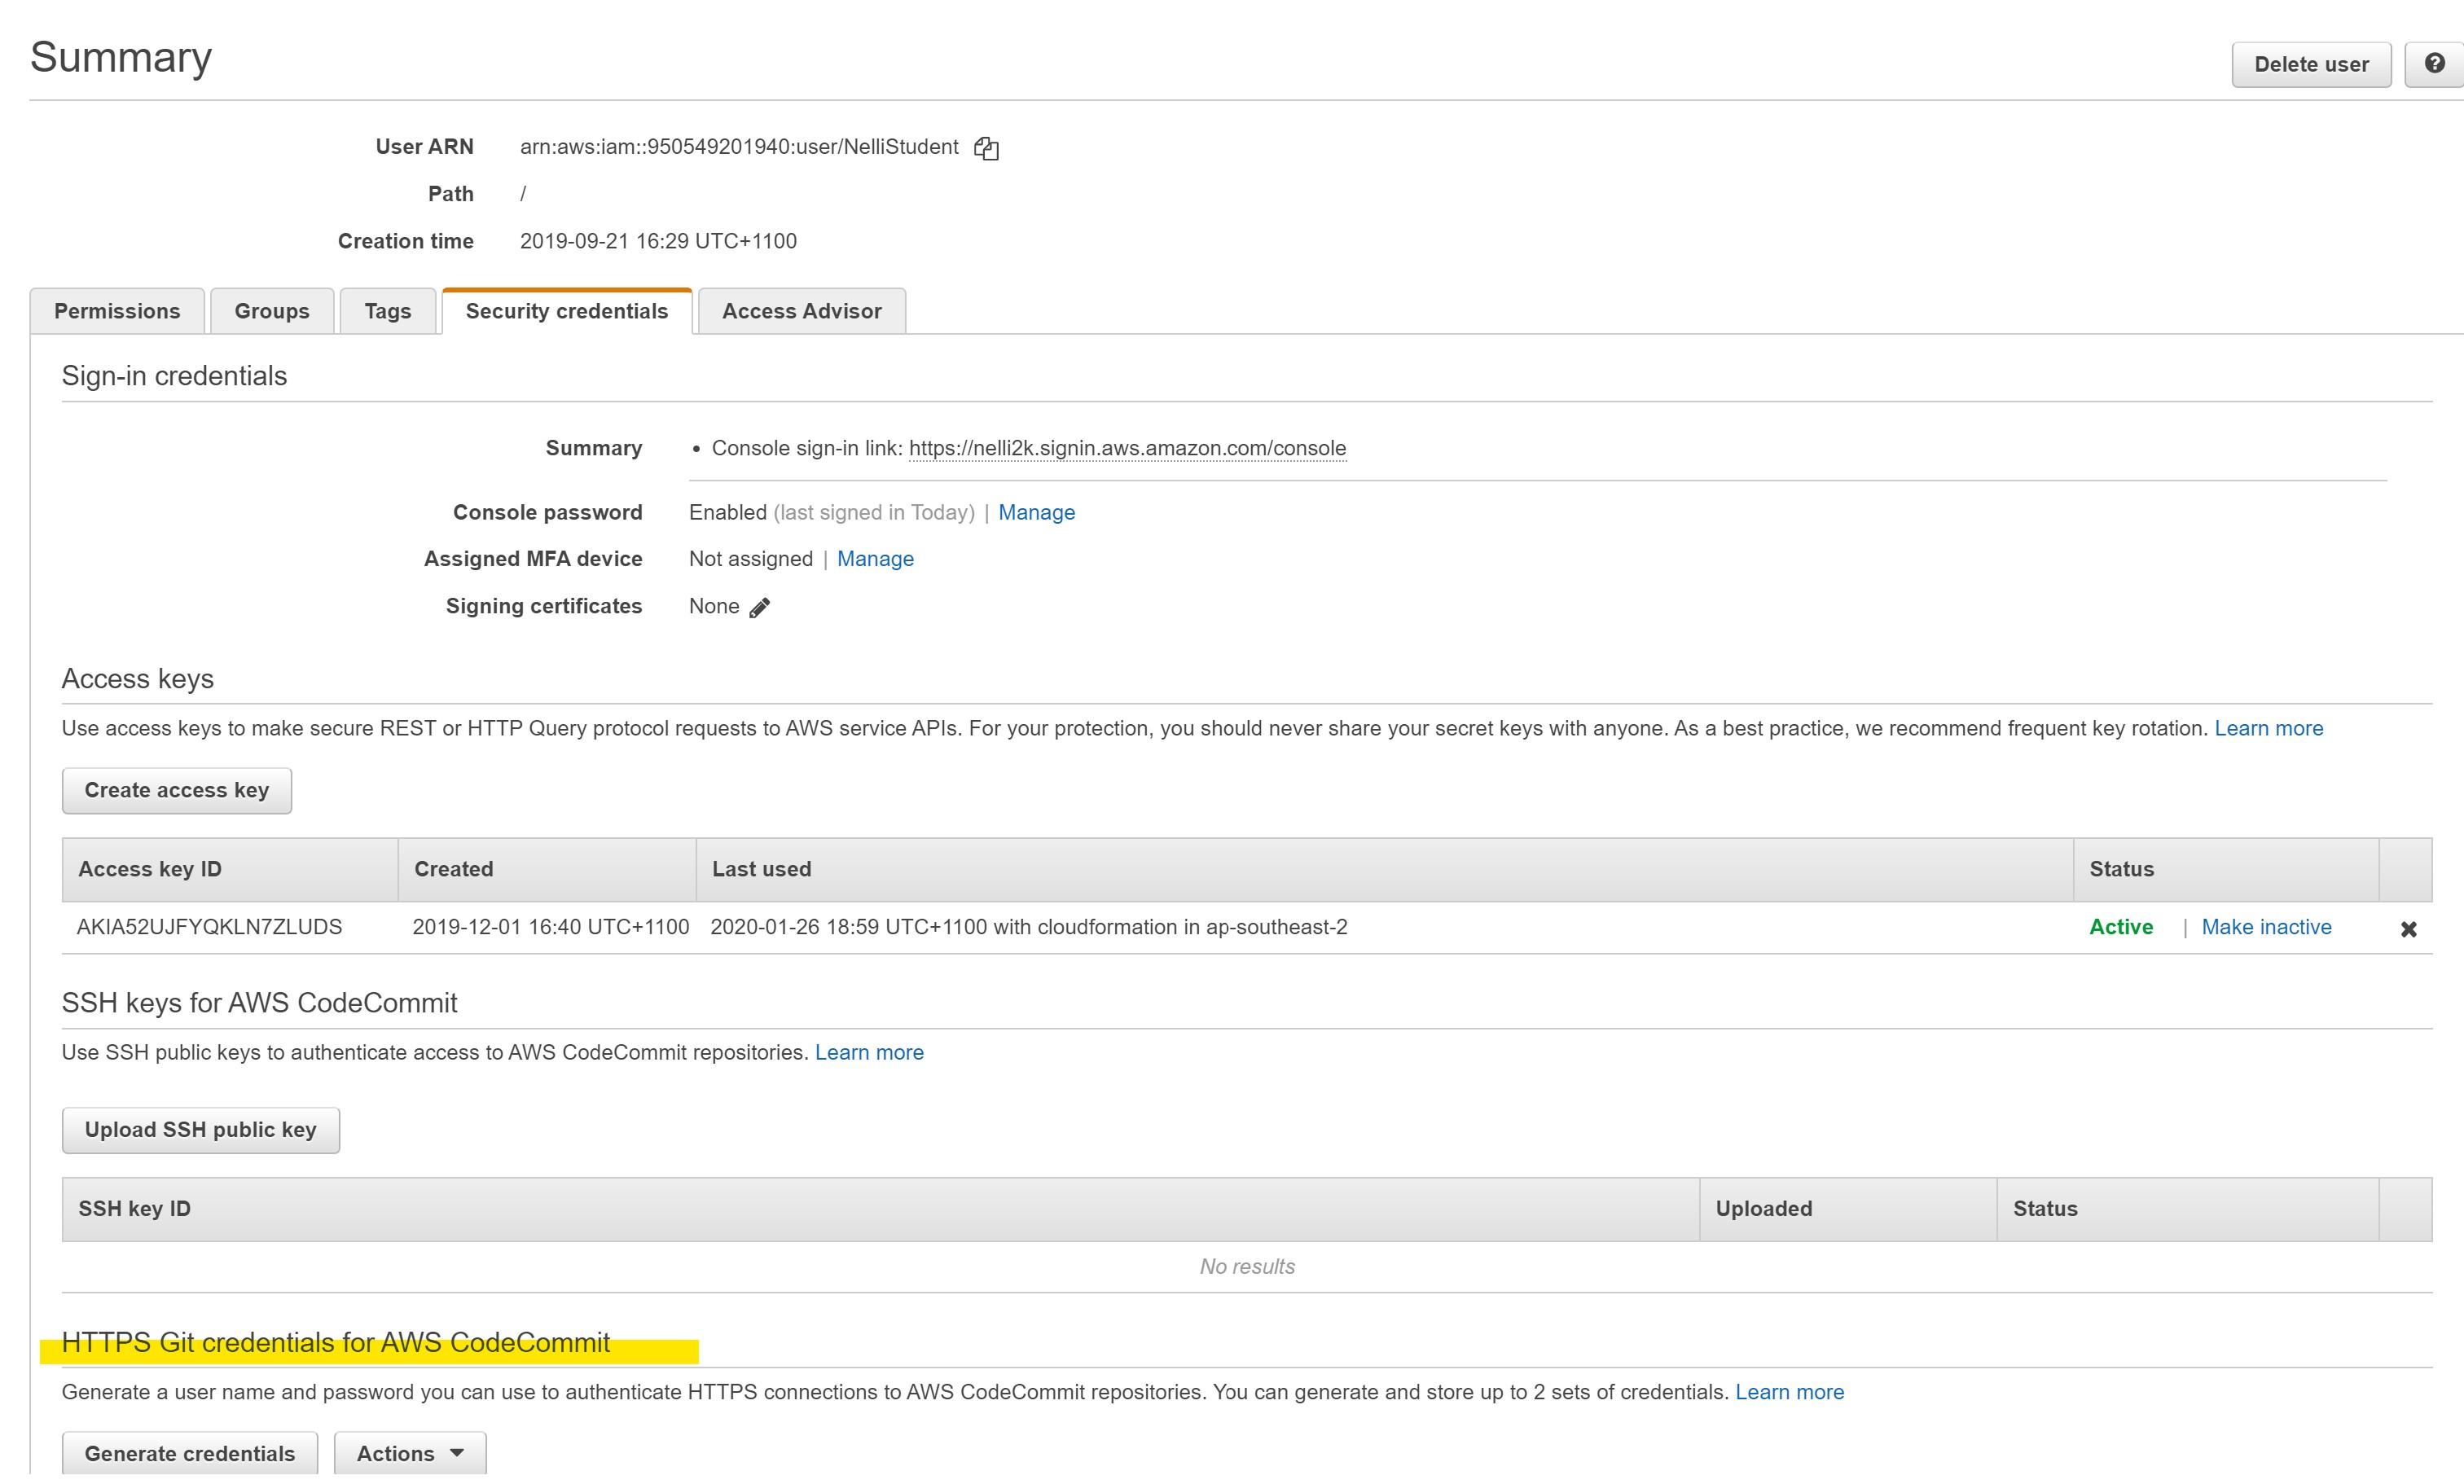 Summary
Delete user
User ARN arn:aws:iam::950549201940:user/NelliStudent
Path /
Creation time 2019-09-21 16:29 UTC+1100
Permissions Groups Tags Security credentials Access Advisor
Sign-in credentials
Summary • Console sign-in link: https://nelli2k.signin.aws.amazon.com/console
Console password Enabled (last signed in Today) | Manage
Assigned MFA device Not assigned | Manage
Signing certificates None
Access keys
Use access keys to make secure REST or HTTP Query protocol requests to AWS service APIs. For your protection, you should never share your secret keys with anyone. As a best practice, we recommend frequent key rotation. Learn more
Create access key
Access key ID Created Last used Status
AKIA52UJFYQKLN7ZLUDS 2019-12-01 16:40 UTC+1100 2020-01-26 18:59 UTC+1100 with cloudformation in ap-southeast-2 Active | Make inactive
SSH keys for AWS CodeCommit
Use SSH public keys to authenticate access to AWS CodeCommit repositories. Learn more
Upload SSH public key
SSH key ID Uploaded Status
No results
HTTPS Git credentials for AWS CodeCommit
Generate a user name and password you can use to authenticate HTTPS connections to AWS CodeCommit repositories. You can generate and store up to 2 sets of credentials. Learn more
Generate credentials Actions